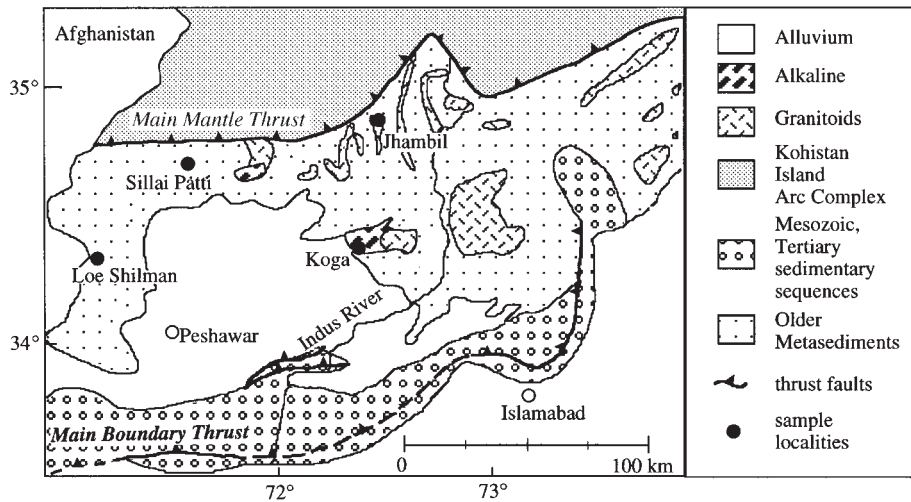 Afghanistan
35°
Main Mantle Thrust
Jhambil
Sillai Patti
Koga
Loe Shilman
34°
Peshawar
Indus River
Islamabad
Main Boundary Thrust
0 100 km
72° 73°
Alluvium
Alkaline
Granitoids
Kohistan
Island
Arc Complex
Mesozoic,
Tertiary
sedimentary
sequences
Older
Metasediments
thrust faults
sample
localities